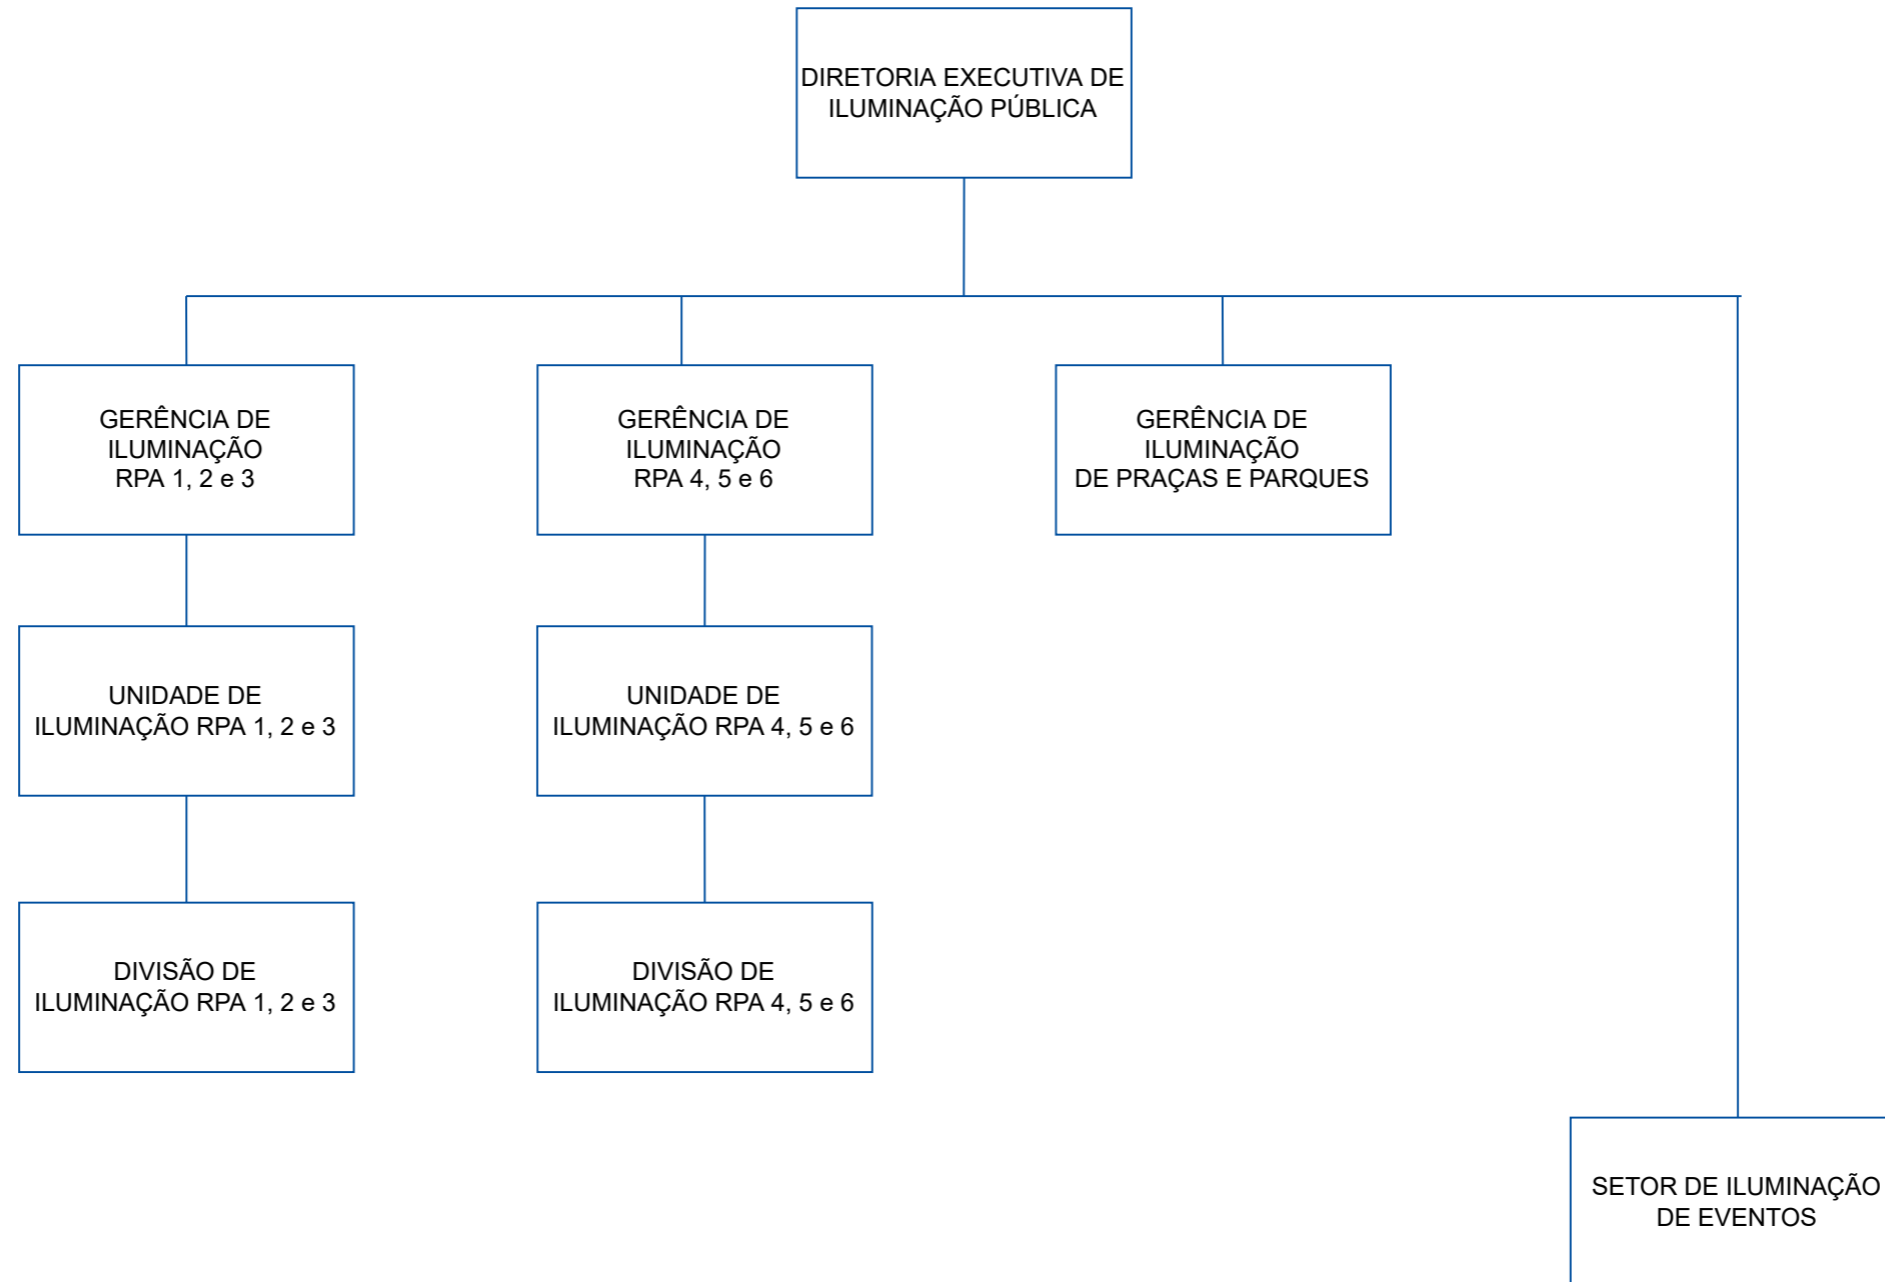 DIRETORIA EXECUTIVA DE
ILUMINAÇÃO PÚBLICA
GERÊNCIA DE
ILUMINAÇÃO
RPA 1, 2 e 3
GERÊNCIA DE
ILUMINAÇÃO
RPA 4, 5 e 6
GERÊNCIA DE
ILUMINAÇÃO
DE PRAÇAS E PARQUES
UNIDADE DE
ILUMINAÇÃO RPA 1, 2 e 3
UNIDADE DE
ILUMINAÇÃO RPA 4, 5 e 6
DIVISÃO DE
ILUMINAÇÃO RPA 1, 2 e 3
DIVISÃO DE
ILUMINAÇÃO RPA 4, 5 e 6
SETOR DE ILUMINAÇÃO
DE EVENTOS